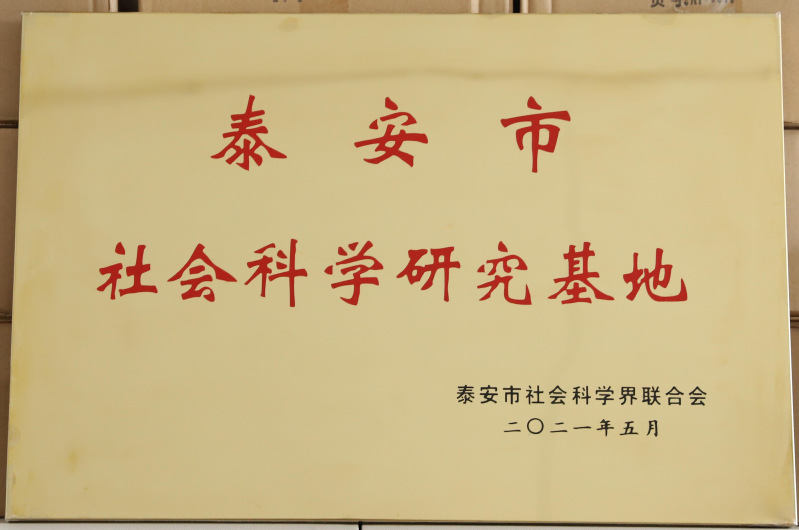 泰安市
社会科学研究基地
泰安市社会科学界联合会
二〇二一年五月